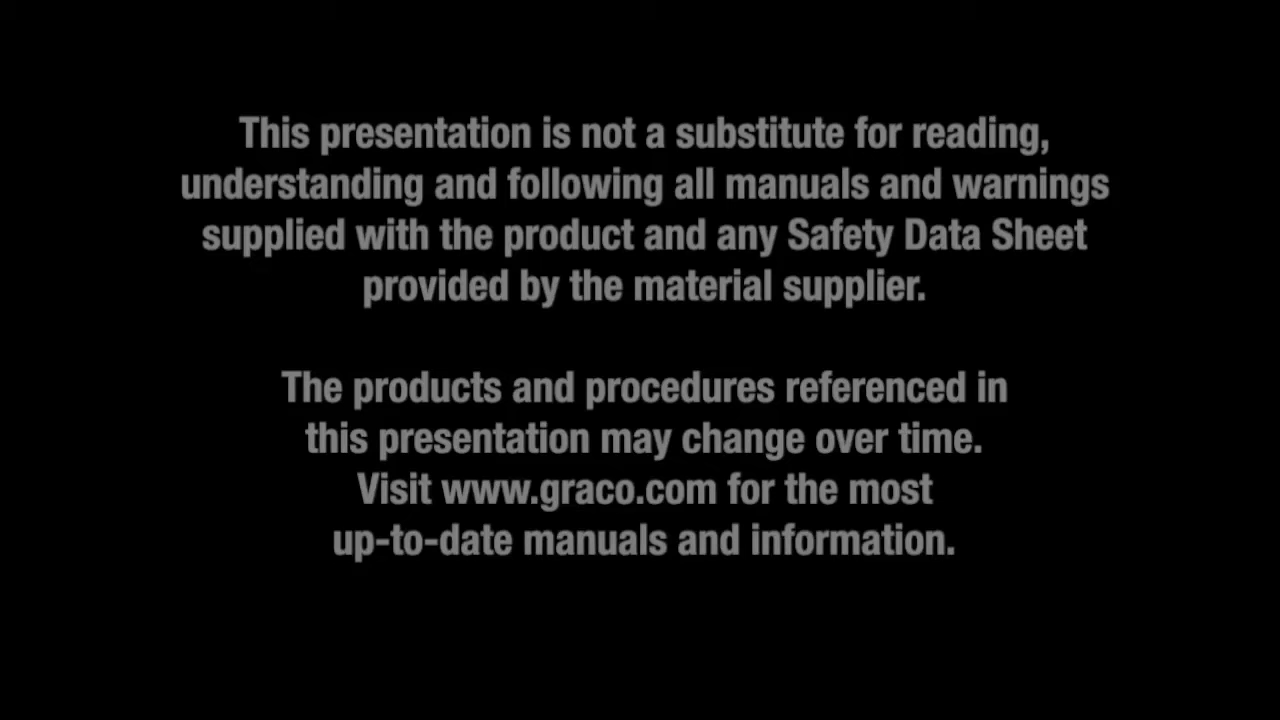 This presentation is not a substitute for reading,
understanding and following all manuals and warnings
supplied with the product and any Safety Data Sheet
provided by the material supplier.
The products and procedures referenced in
this presentation may change over time.
Visit www.graco.com for the most
up-to-date manuals and information.